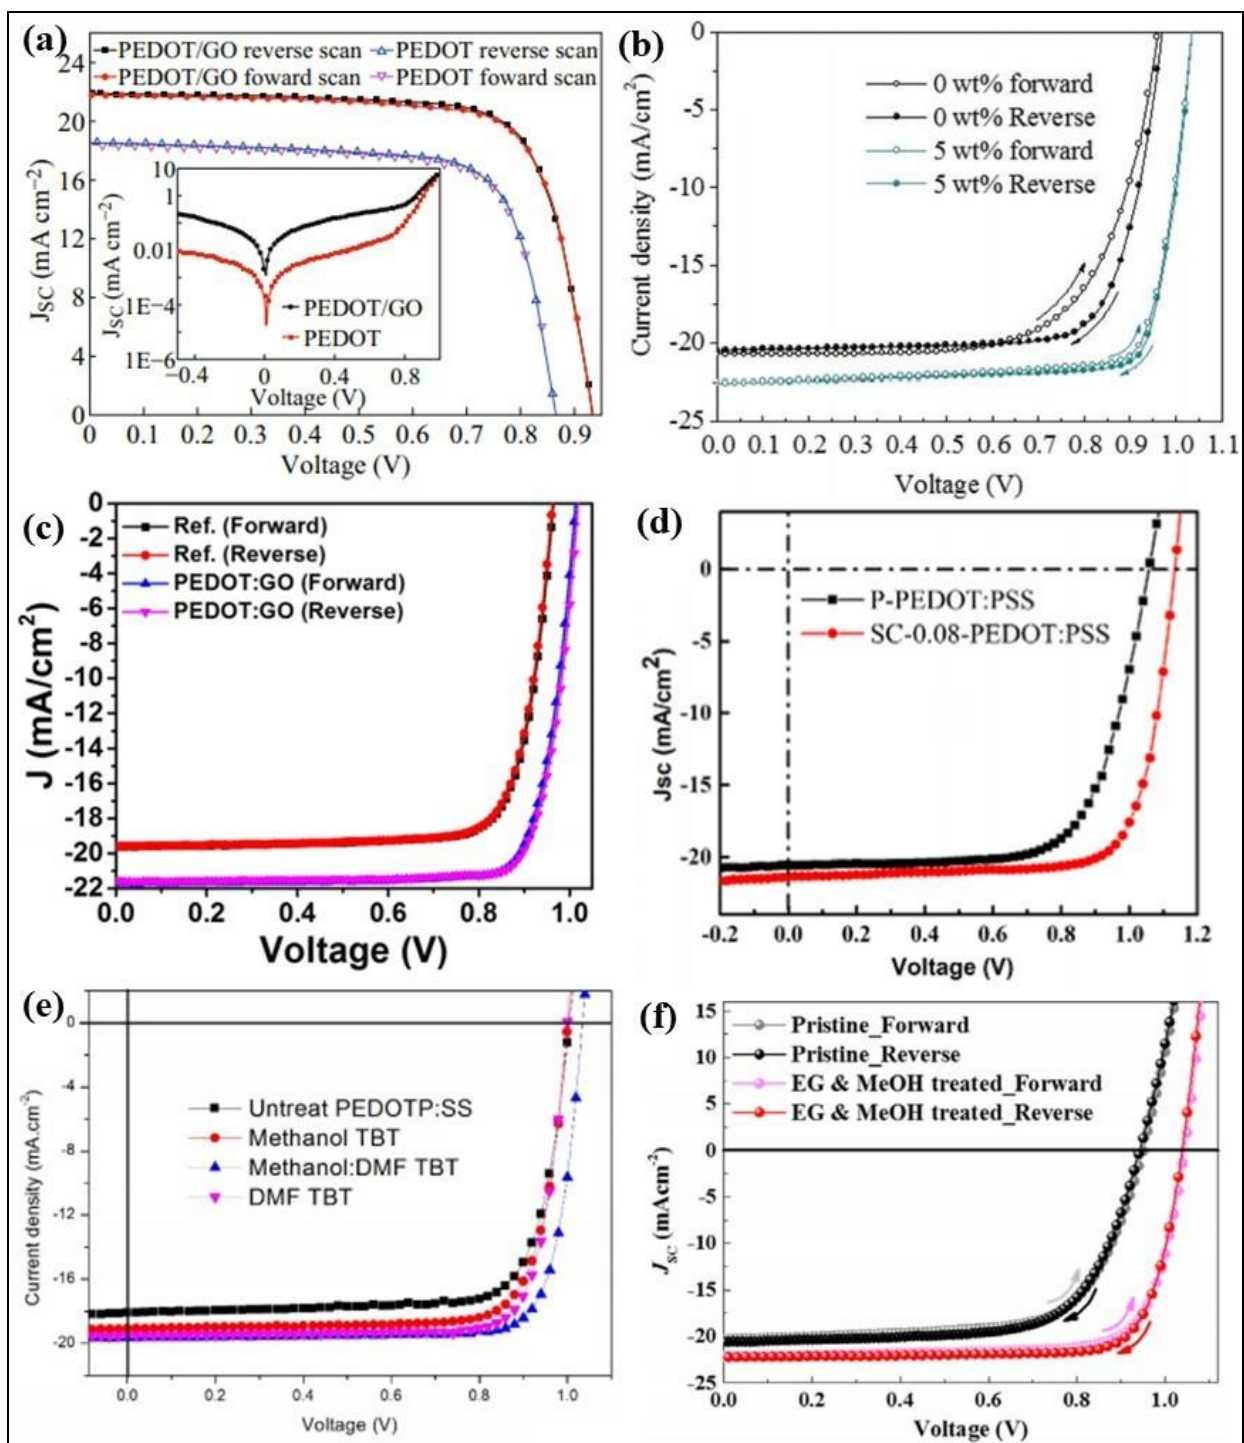 (a)
PEDOT/GO reverse scan
PEDOT reverse scan
PEDOT/GO foward scan
PEDOT foward scan
24
20
16
12
8
4
0
J_SC (mA cm−2)
10
1
0.01
1E−4
1E−6
J_SC (mA cm−2)
PEDOT/GO
PEDOT
−0.4 0 0.4 0.8
Voltage (V)
0 0.1 0.2 0.3 0.4 0.5 0.6 0.7 0.8 0.9
Voltage (V)
(b)
0
-5
-10
-15
-20
-25
Current density (mA/cm2)
0 wt% forward
0 wt% Reverse
5 wt% forward
5 wt% Reverse
0.0 0.1 0.2 0.3 0.4 0.5 0.6 0.7 0.8 0.9 1.0 1.1
Voltage (V)
(c)
0
-2
-4
-6
-8
-10
-12
-14
-16
-18
-20
-22
J (mA/cm2)
Ref. (Forward)
Ref. (Reverse)
PEDOT:GO (Forward)
PEDOT:GO (Reverse)
0.0 0.2 0.4 0.6 0.8 1.0
Voltage (V)
(d)
0
-5
-10
-15
-20
Jsc (mA/cm2)
P-PEDOT:PSS
SC-0.08-PEDOT:PSS
-0.2 0.0 0.2 0.4 0.6 0.8 1.0 1.2
Voltage (V)
(e)
0
-4
-8
-12
-16
-20
Current density (mA.cm-2)
Untreat PEDOTP:SS
Methanol TBT
Methanol:DMF TBT
DMF TBT
0.0 0.2 0.4 0.6 0.8 1.0
Voltage (V)
(f)
15
10
5
0
-5
-10
-15
-20
-25
J_SC (mAcm-2)
Pristine_Forward
Pristine_Reverse
EG & MeOH treated_Forward
EG & MeOH treated_Reverse
0.0 0.2 0.4 0.6 0.8 1.0
Voltage (V)